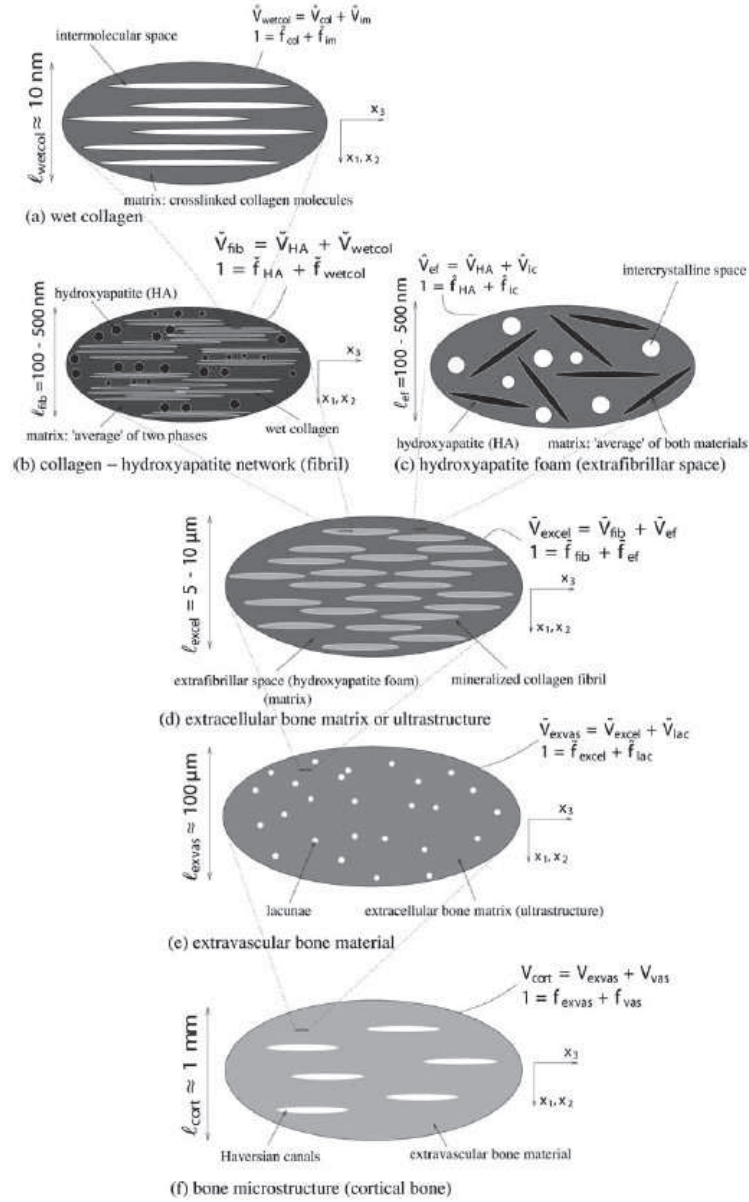 V̆wetcol = V̆col + V̆im
1 = f̆col + f̆im
intermolecular space
ℓwetcol ≈ 10 nm
x3
x1, x2
matrix: crosslinked collagen molecules
(a) wet collagen
V̆fib = V̆HA + V̆wetcol
1 = f̆HA + f̆wetcol
hydroxyapatite (HA)
ℓfib = 100 - 500 nm
x3
x1, x2
wet collagen
matrix: 'average' of two phases
(b) collagen – hydroxyapatite network (fibril)
V̂ef = V̂HA + V̂ic
1 = f̂HA + f̂ic
intercrystalline space
ℓef = 100 - 500 nm
hydroxyapatite (HA)
matrix: 'average' of both materials
(c) hydroxyapatite foam (extrafibrillar space)
V̄excel = V̄fib + V̄ef
1 = f̄fib + f̄ef
ℓexcel = 5 - 10 μm
x3
x1, x2
extrafibrillar space (hydroxyapatite foam)
(matrix)
mineralized collagen fibril
(d) extracellular bone matrix or ultrastructure
Ṽexvas = Ṽexcel + Ṽlac
1 = f̃excel + f̃lac
ℓexvas ≈ 100 μm
x3
x1, x2
lacunae
extracellular bone matrix (ultrastructure)
(e) extravascular bone material
Vcort = Vexvas + Vvas
1 = fexvas + fvas
ℓcort ≈ 1 mm
x3
x1, x2
Haversian canals
extravascular bone material
(f) bone microstructure (cortical bone)